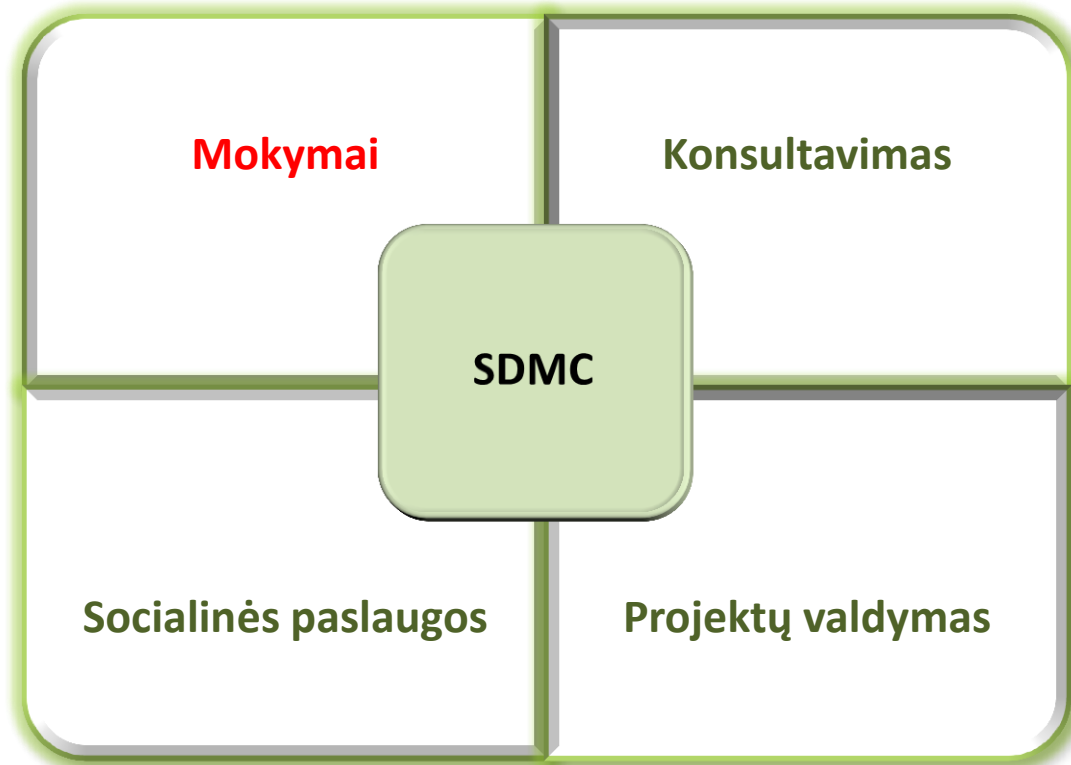 Mokymai
Konsultavimas
SDMC
Socialinės paslaugos
Projektų valdymas